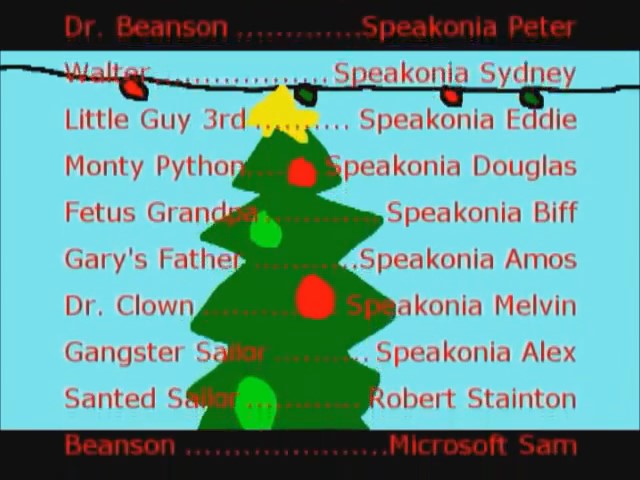 Dr. Beanson .............Speakonia Peter
Walter .................. Speakonia Sydney
Little Guy 3rd .......... Speakonia Eddie
Monty Python........ Speakonia Douglas
Fetus Grandpa.............Speakonia Biff
Gary's Father ............Speakonia Amos
Dr. Clown .............. Speakonia Melvin
Gangster Sailor .......... Speakonia Alex
Santed Sailor ............ Robert Stainton
Beanson .....................Microsoft Sam